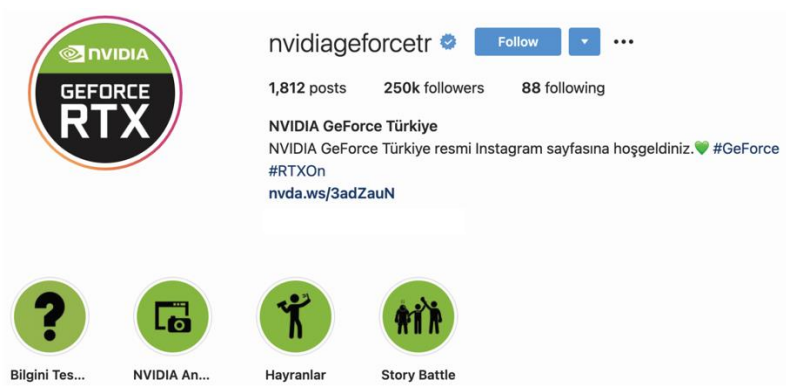 NVIDIA
GEFORCE
RTX
nvidiageforcetr Follow
1,812 posts 250k followers 88 following
NVIDIA GeForce Türkiye
NVIDIA GeForce Türkiye resmi Instagram sayfasına hoşgeldiniz.💚 #GeForce
#RTXOn
nvda.ws/3adZauN
Bilgini Tes... NVIDIA An... Hayranlar Story Battle